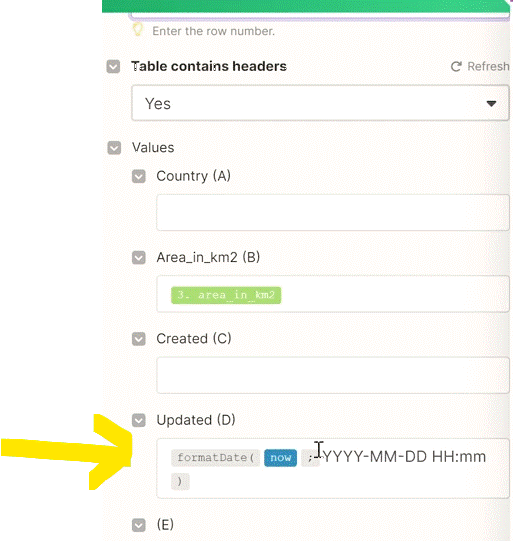 Enter the row number.
Table contains headers Refresh
Yes
Values
Country (A)
Area_in_km2 (B)
3. area_in_km2
Created (C)
Updated (D)
formatDate( now ; YYYY-MM-DD HH:mm
)
(E)